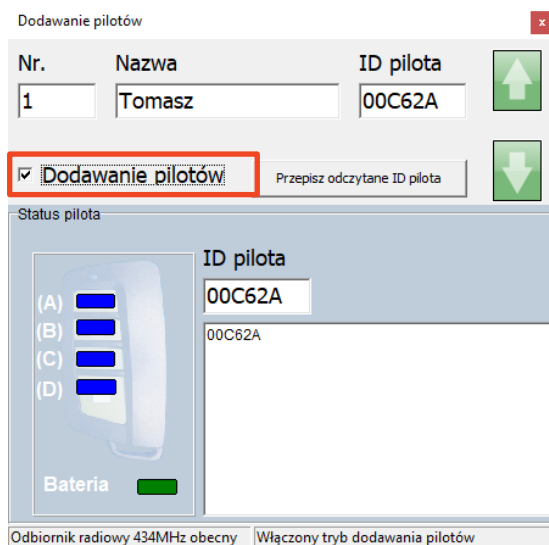 Dodawanie pilotów
x
Nr. Nazwa ID pilota
1 Tomasz 00C62A
Dodawanie pilotów Przepisz odczytane ID pilota
Status pilota
ID pilota
00C62A
00C62A
(A)
(B)
(C)
(D)
Bateria
Odbiornik radiowy 434MHz obecny Włączony tryb dodawania pilotów